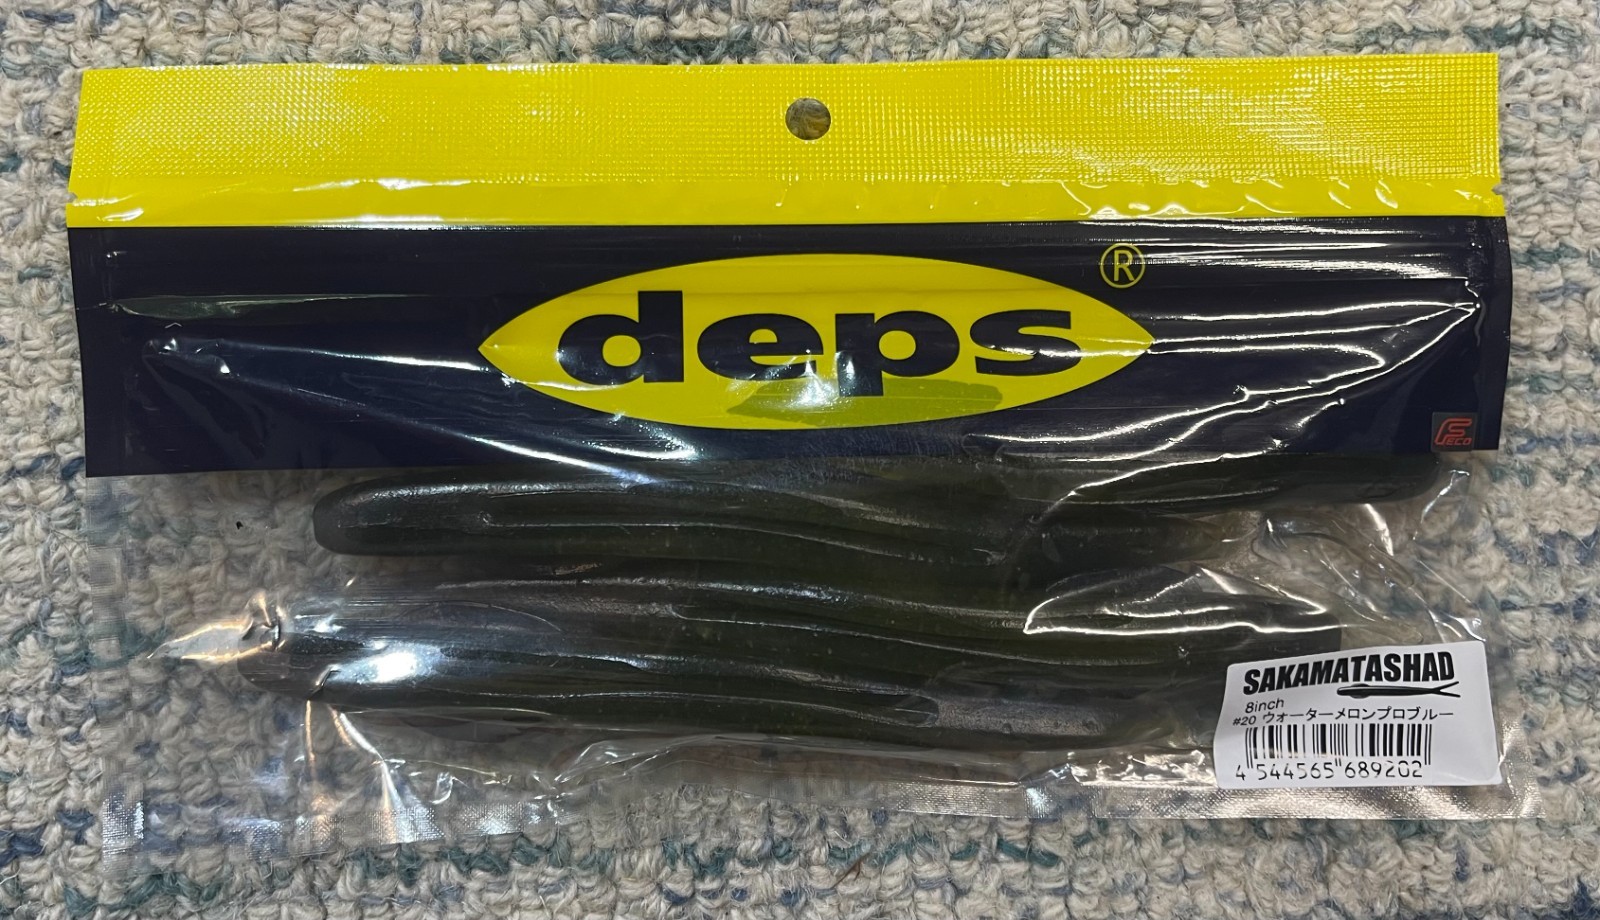 deps®
FECO
SAKAMATASHAD
8inch
#20 ウォーターメロンプロブルー
4 544565 689202